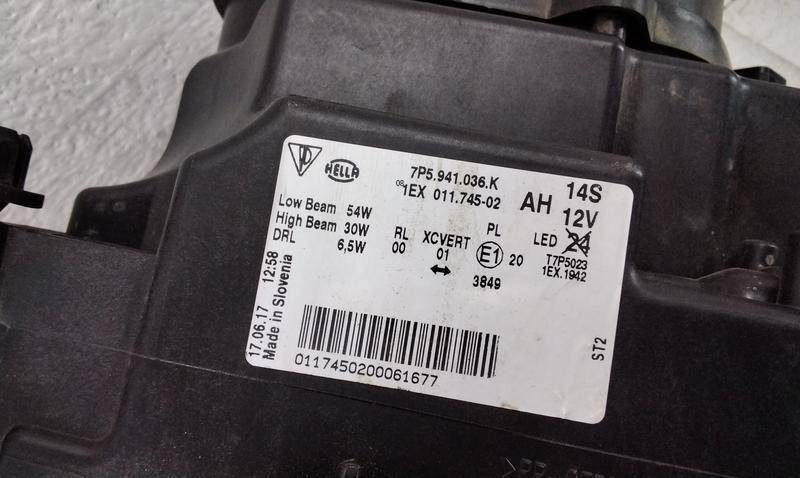 HELLA
7P5.941.036.K
1EX 011.745-02
AH
14S
12V
Low Beam 54W
High Beam 30W
DRL 6,5W
RL
00
XCVERT
01
PL
E1 20
3849
LED 24
T7P5023
1EX.1942
17.06.17 12:58
Made in Slovenia
0117450200061677
ST2